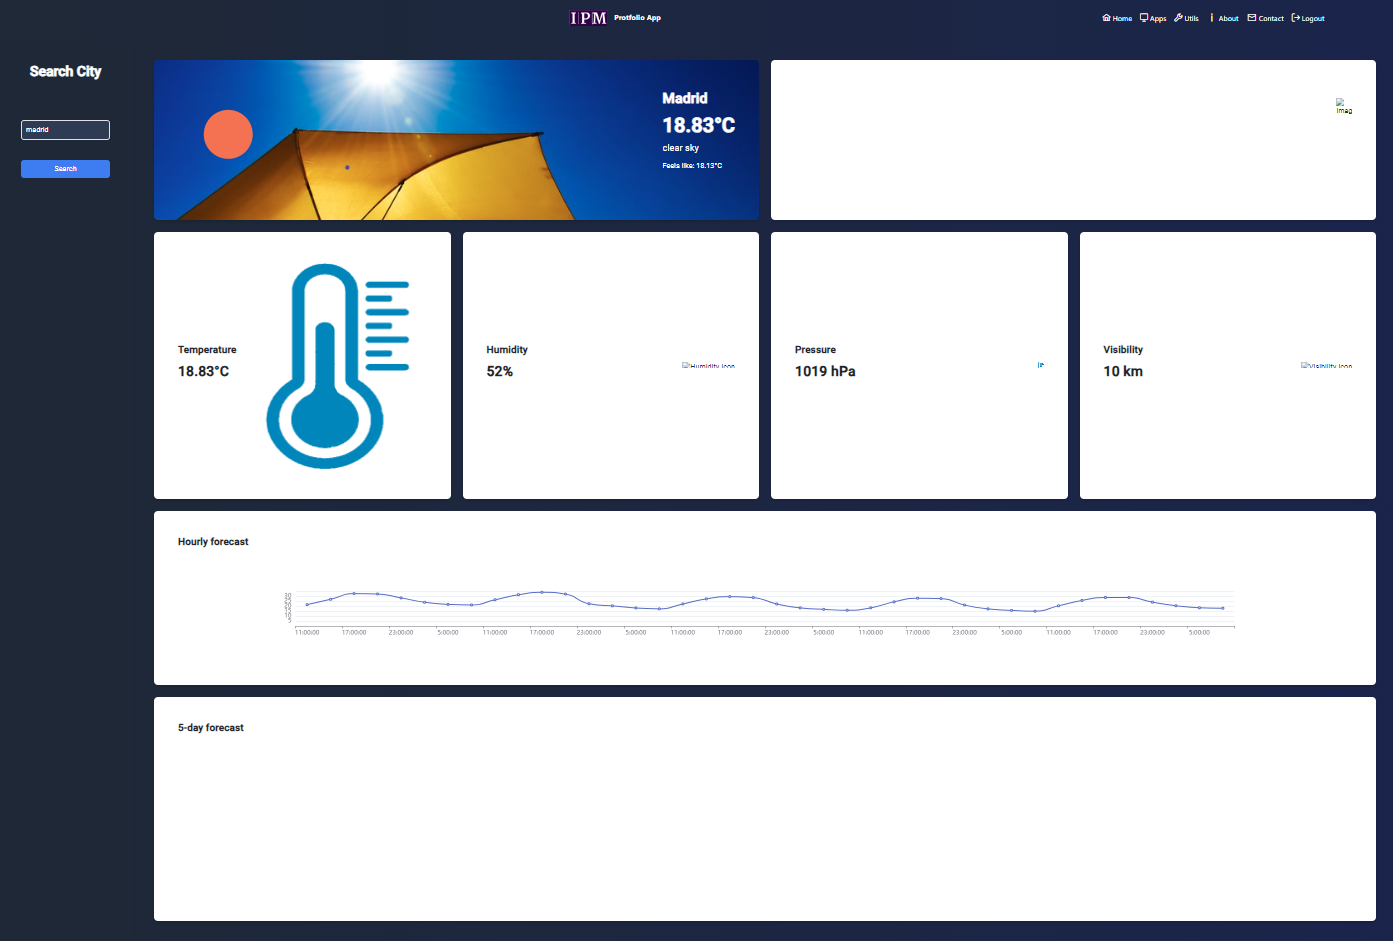 IPM Protfolio App
Home Apps Utils About Contact Logout
Search City
madrid
Search
Madrid
18.83°C
clear sky
Feels like: 18.13°C
Imag
Temperature
18.83°C
Humidity
52%
Humidity Icon
Pressure
1019 hPa
Visibility
10 km
Visibility Icon
Hourly forecast
30
25
20
15
10
5
11:00:00 17:00:00 23:00:00 5:00:00 11:00:00 17:00:00 23:00:00 5:00:00 11:00:00 17:00:00 23:00:00 5:00:00 11:00:00 17:00:00 23:00:00 5:00:00 11:00:00 17:00:00 23:00:00 5:00:00
5-day forecast